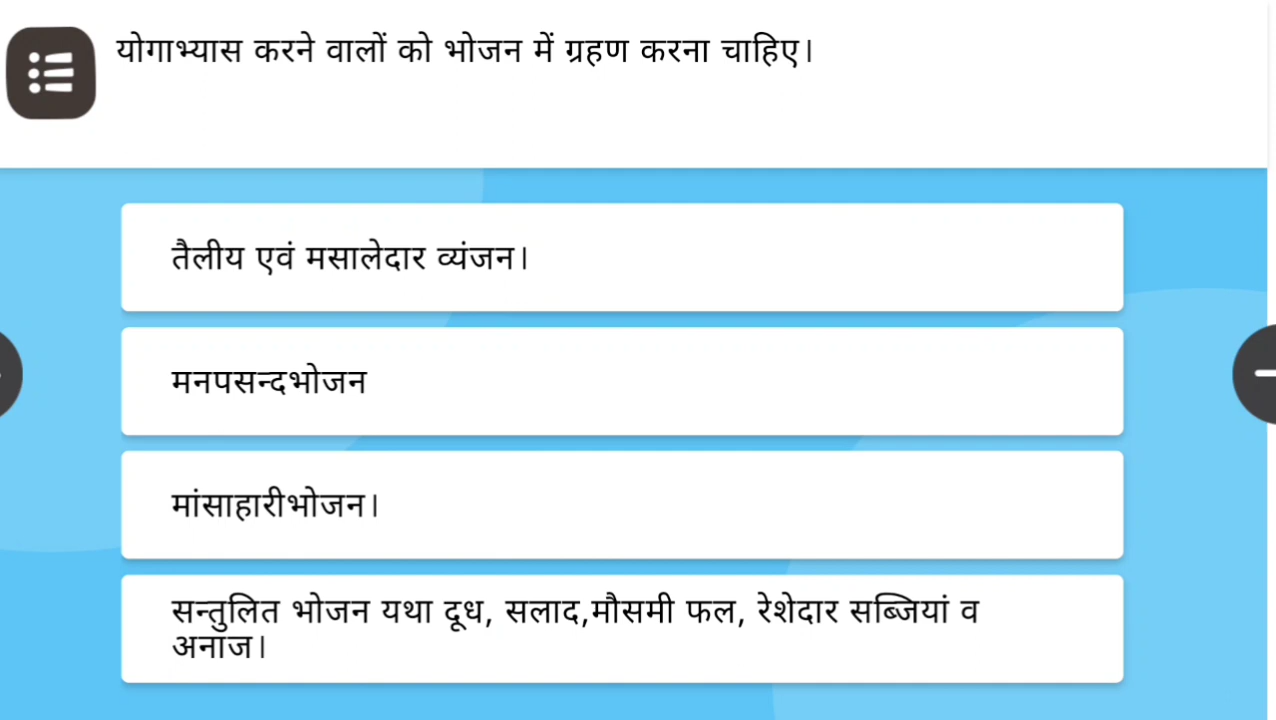 योगाभ्यास करने वालों को भोजन में ग्रहण करना चाहिए।
तैलीय एवं मसालेदार व्यंजन।
मनपसन्दभोजन
मांसाहारीभोजन।
सन्तुलित भोजन यथा दूध, सलाद,मौसमी फल, रेशेदार सब्जियां व
अनाज।